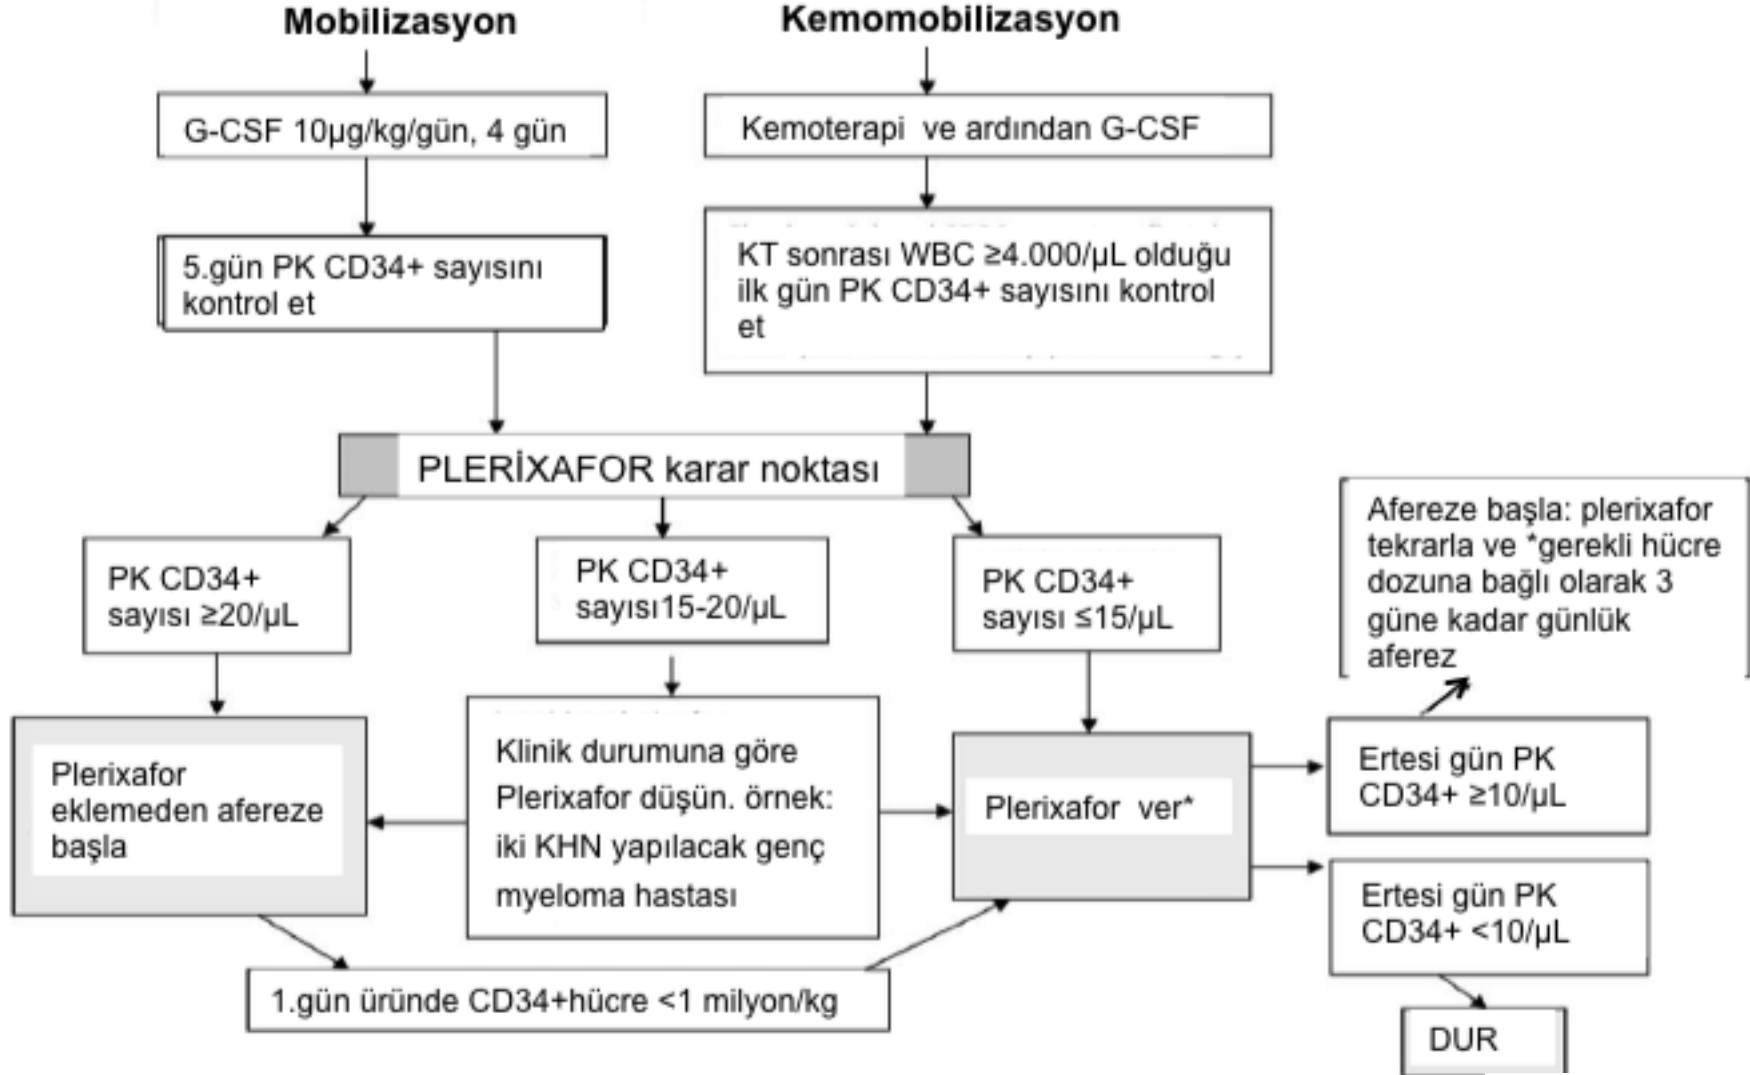 Mobilizasyon
Kemomobilizasyon
G-CSF 10µg/kg/gün, 4 gün
Kemoterapi ve ardından G-CSF
5.gün PK CD34+ sayısını
kontrol et
KT sonrası WBC ≥4.000/µL olduğu
ilk gün PK CD34+ sayısını kontrol
et
PLERİXAFOR karar noktası
PK CD34+
sayısı ≥20/µL
PK CD34+
sayısı15-20/µL
PK CD34+
sayısı ≤15/µL
Afereze başla: plerixafor
tekrarla ve *gerekli hücre
dozuna bağlı olarak 3
güne kadar günlük
aferez
Plerixafor
eklemeden afereze
başla
Klinik durumuna göre
Plerixafor düşün. örnek:
iki KHN yapılacak genç
myeloma hastası
Plerixafor ver*
Ertesi gün PK
CD34+ ≥10/µL
Ertesi gün PK
CD34+ <10/µL
1.gün üründe CD34+hücre <1 milyon/kg
DUR